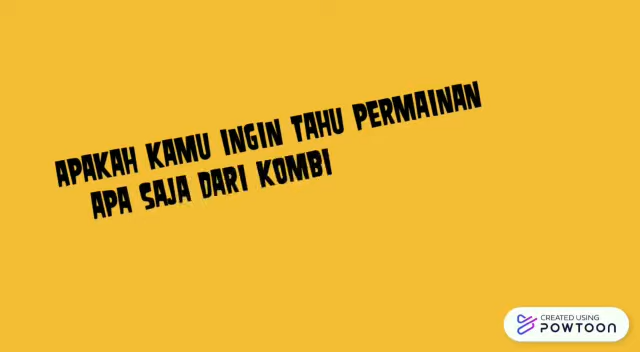 APAKAH KAMU INGIN TAHU PERMAINAN
APA SAJA DARI KOMBI
CREATED USING
POWTOON